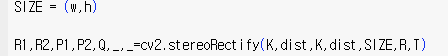 SIZE = (w,h)
R1,R2,P1,P2,Q,_,_=cv2.stereoRectify(K,dist,K,dist,SIZE,R,T)